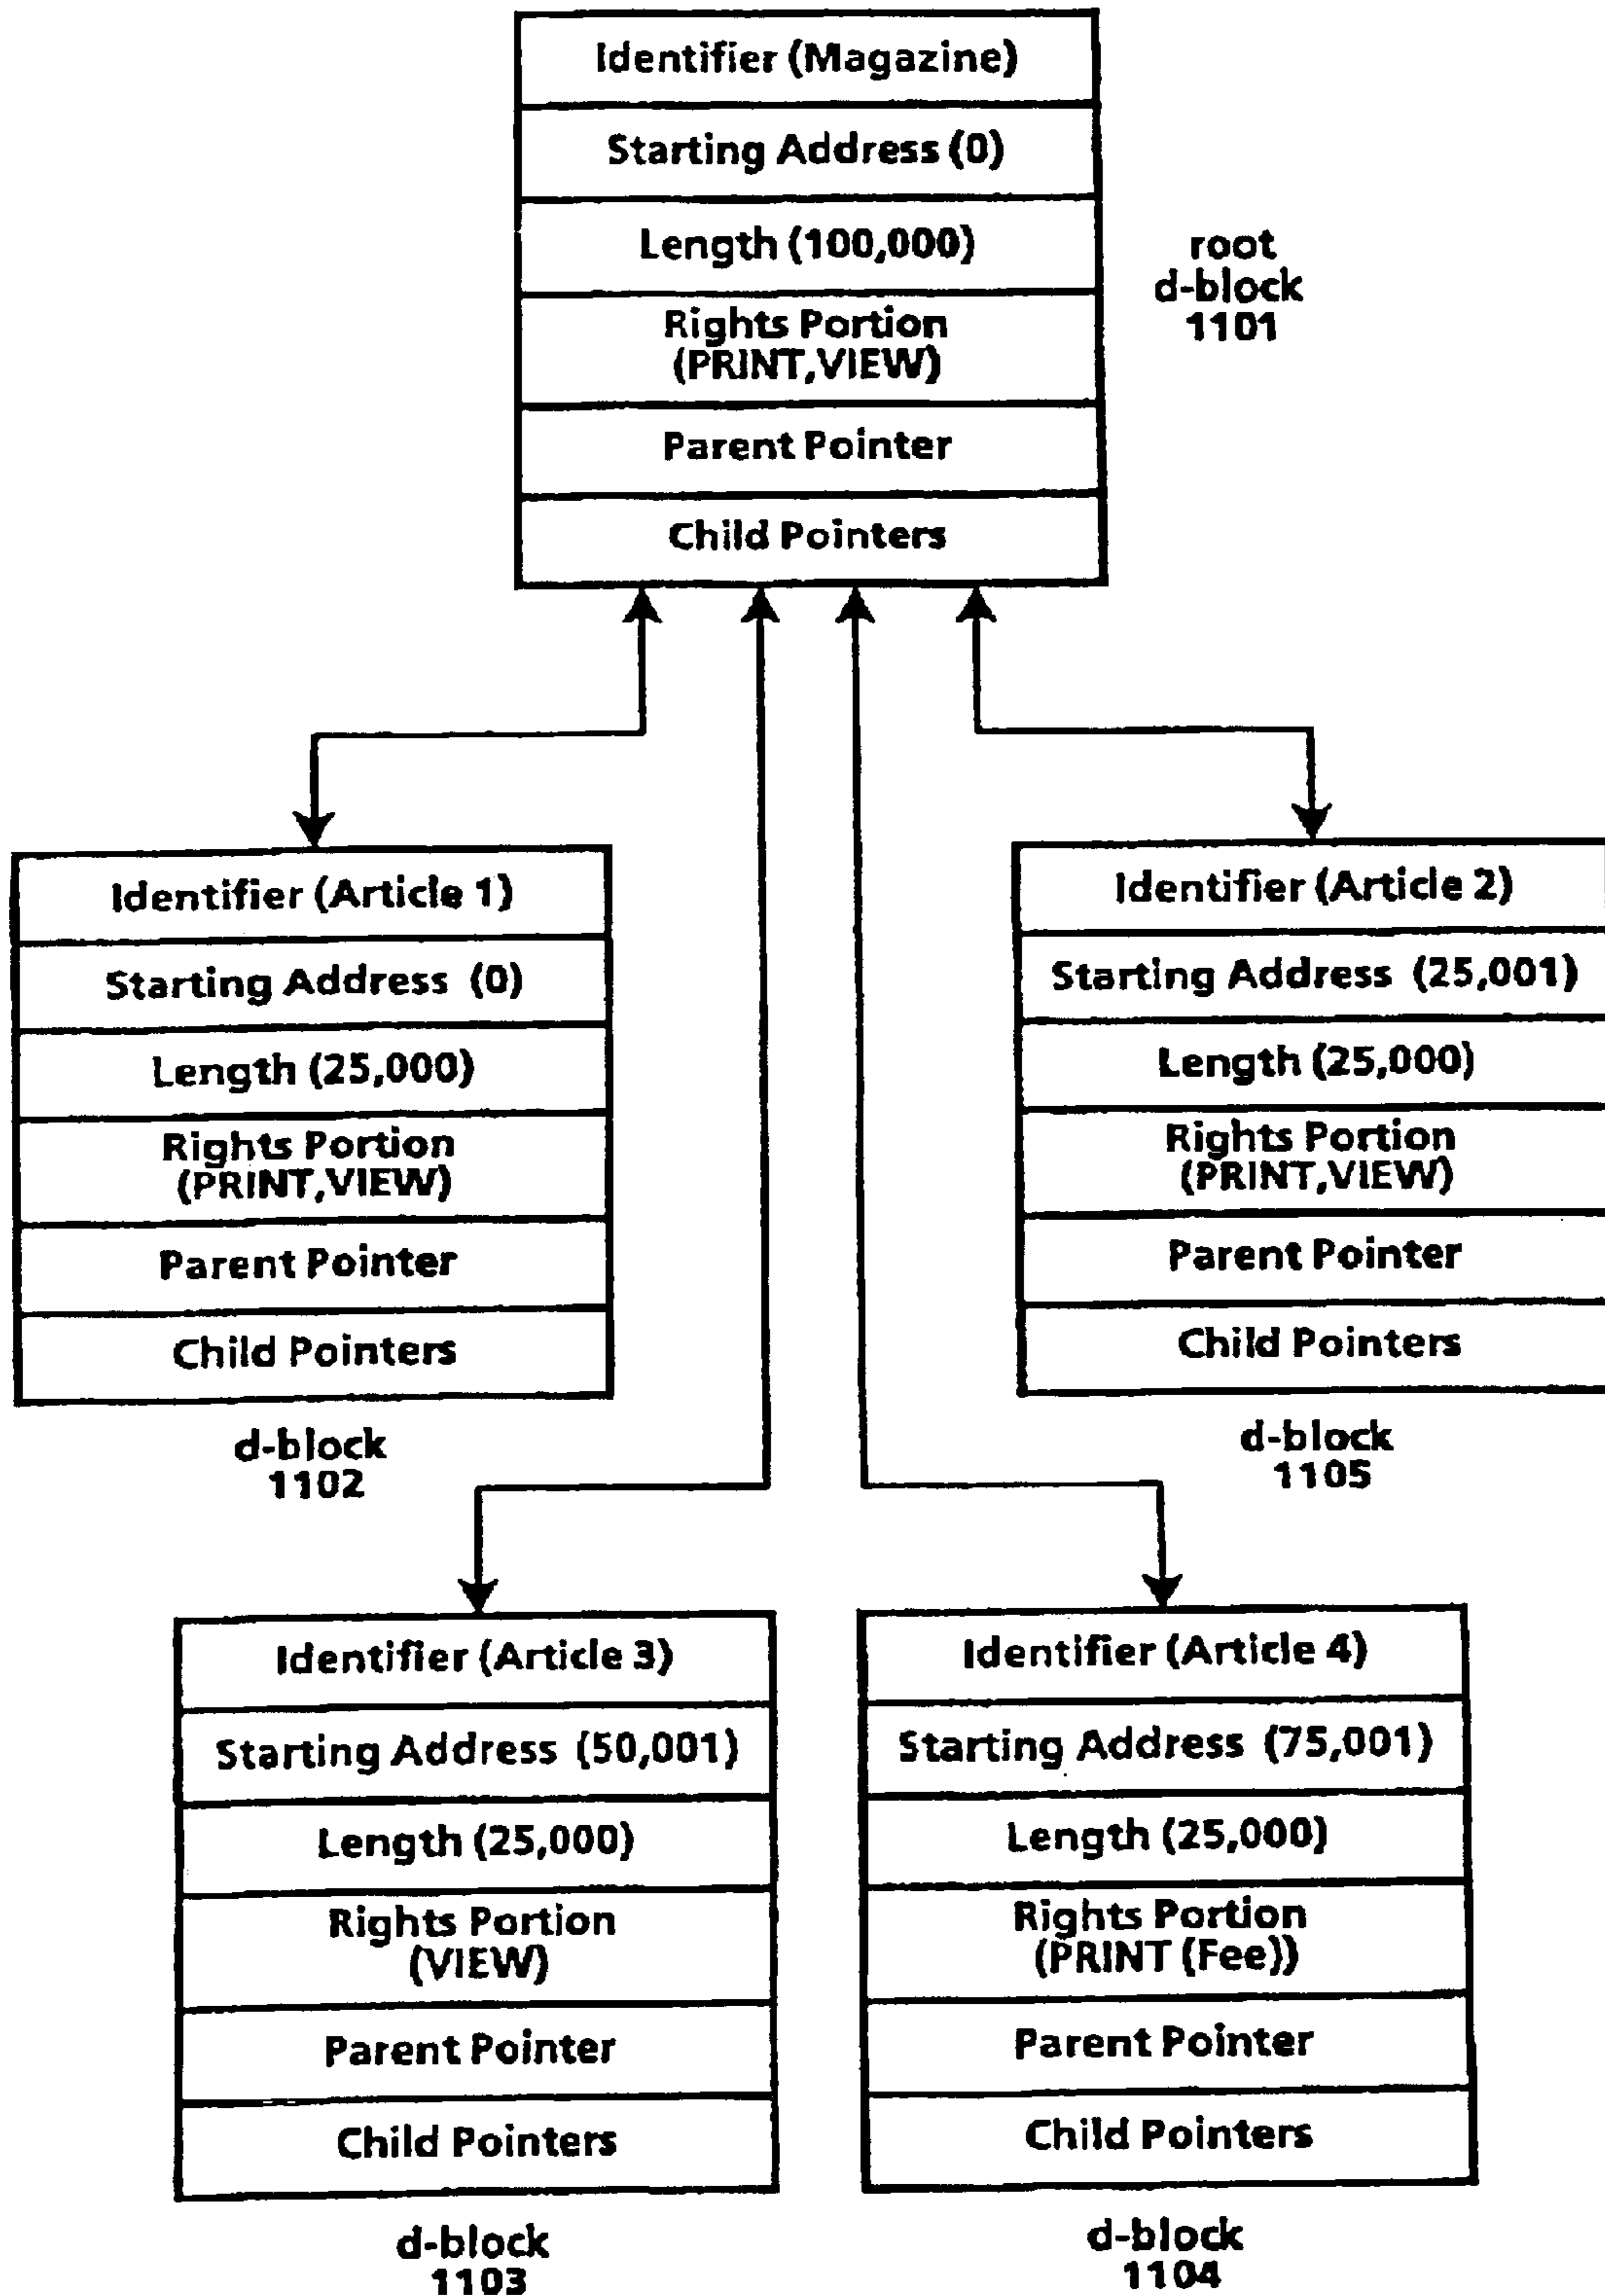 Identifier (Magazine)
Starting Address (0)
Length (100,000)
Rights Portion
(PRINT,VIEW)
Parent Pointer
Child Pointers
root
d-block
1101
Identifier (Article 1)
Starting Address (0)
Length (25,000)
Rights Portion
(PRINT,VIEW)
Parent Pointer
Child Pointers
d-block
1102
Identifier (Article 2)
Starting Address (25,001)
Length (25,000)
Rights Portion
(PRINT,VIEW)
Parent Pointer
Child Pointers
d-block
1105
Identifier (Article 3)
Starting Address (50,001)
Length (25,000)
Rights Portion
(VIEW)
Parent Pointer
Child Pointers
d-block
1103
Identifier (Article 4)
Starting Address (75,001)
Length (25,000)
Rights Portion
(PRINT (Fee))
Parent Pointer
Child Pointers
d-block
1104